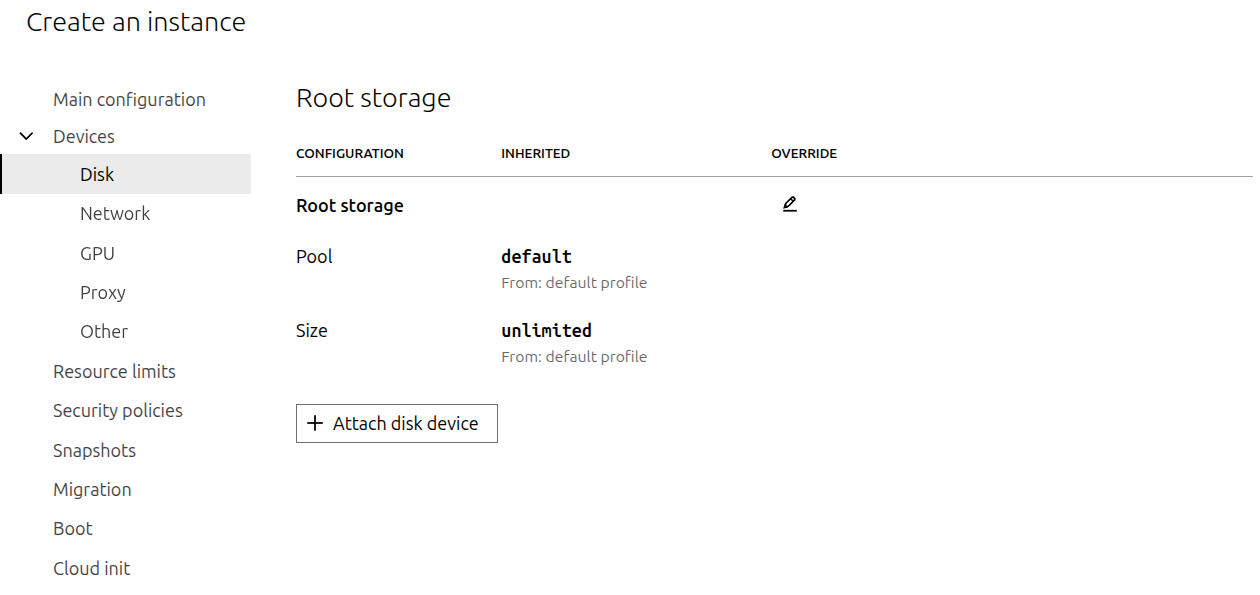 Create an instance
Main configuration
Devices
Disk
Network
GPU
Proxy
Other
Resource limits
Security policies
Snapshots
Migration
Boot
Cloud init
Root storage
CONFIGURATION INHERITED OVERRIDE
Root storage
Pool default
From: default profile
Size unlimited
From: default profile
Attach disk device